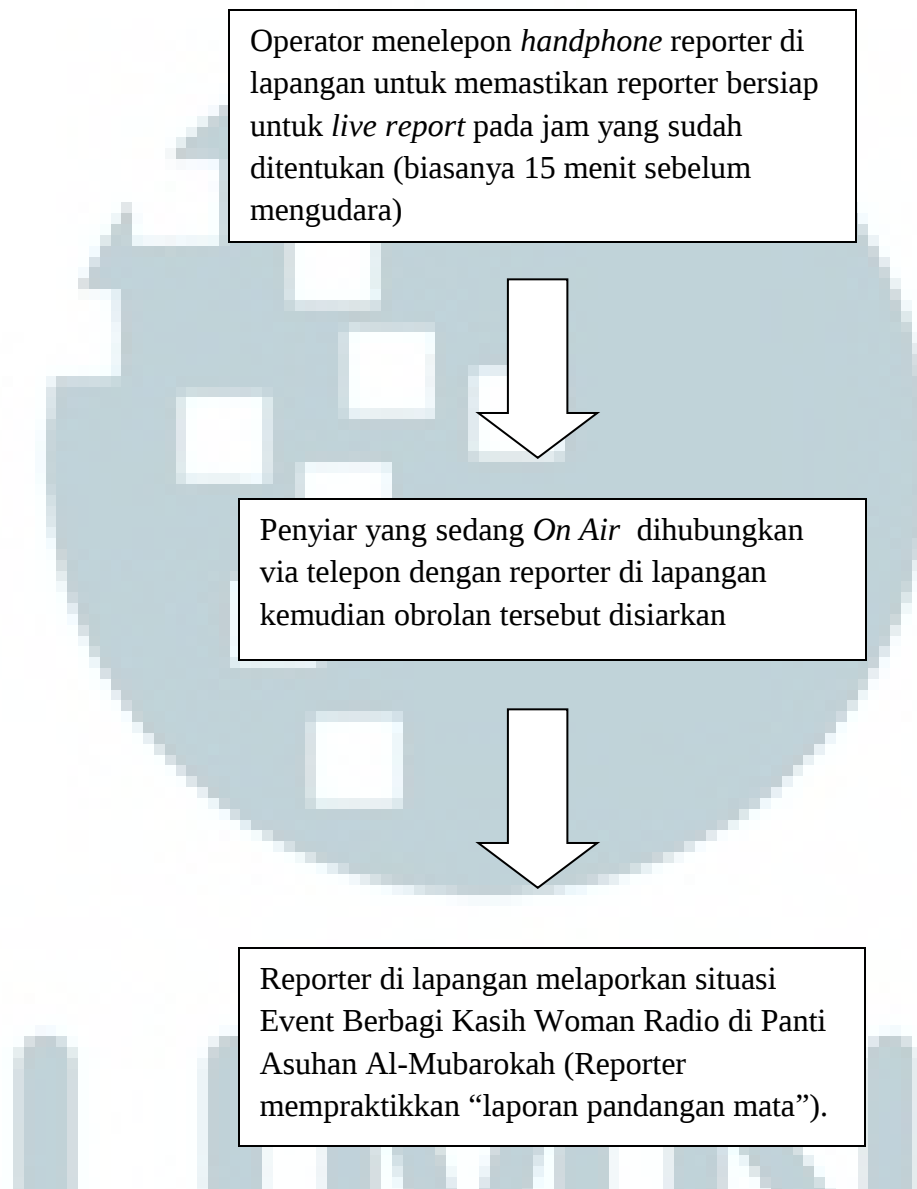 Operator menelepon handphone reporter di
lapangan untuk memastikan reporter bersiap
untuk live report pada jam yang sudah
ditentukan (biasanya 15 menit sebelum
mengudara)
Penyiar yang sedang On Air  dihubungkan
via telepon dengan reporter di lapangan
kemudian obrolan tersebut disiarkan
Reporter di lapangan melaporkan situasi
Event Berbagi Kasih Woman Radio di Panti
Asuhan Al-Mubarokah (Reporter
mempraktikkan “laporan pandangan mata”).